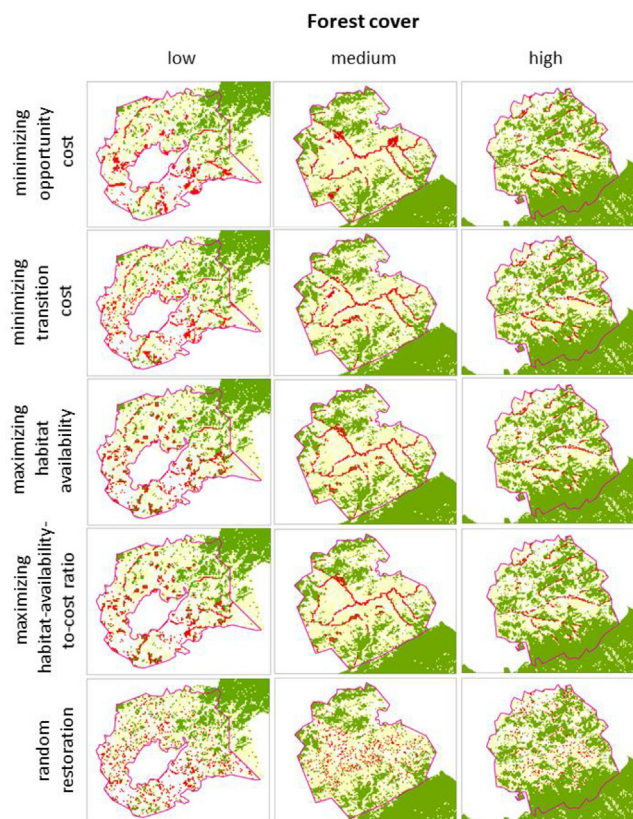 Forest cover
low
medium
high
minimizing
opportunity
cost
minimizing
transition
cost
maximizing
habitat
availability
maximizing
habitat-availability-
to-cost ratio
random
restoration